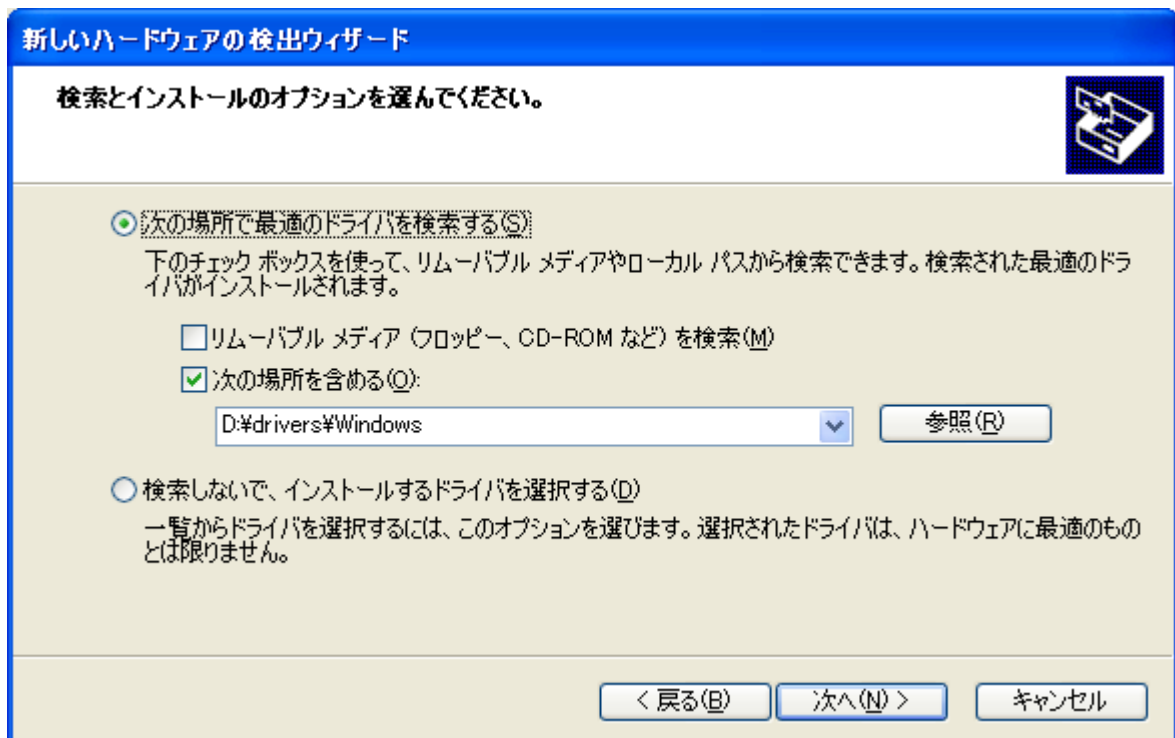 新しいハードウェアの検出ウィザード
検索とインストールのオプションを選んでください。
次の場所で最適のドライバを検索する(S)
下のチェック ボックスを使って、リムーバブル メディアやローカル パスから検索できます。検索された最適のドラ
イバがインストールされます。
リムーバブル メディア (フロッピー、CD-ROM など) を検索(M)
次の場所を含める(O):
D:¥drivers¥Windows
参照(R)
検索しないで、インストールするドライバを選択する(D)
一覧からドライバを選択するには、このオプションを選びます。選択されたドライバは、ハードウェアに最適のもの
とは限りません。
< 戻る(B) 次へ(N) > キャンセル